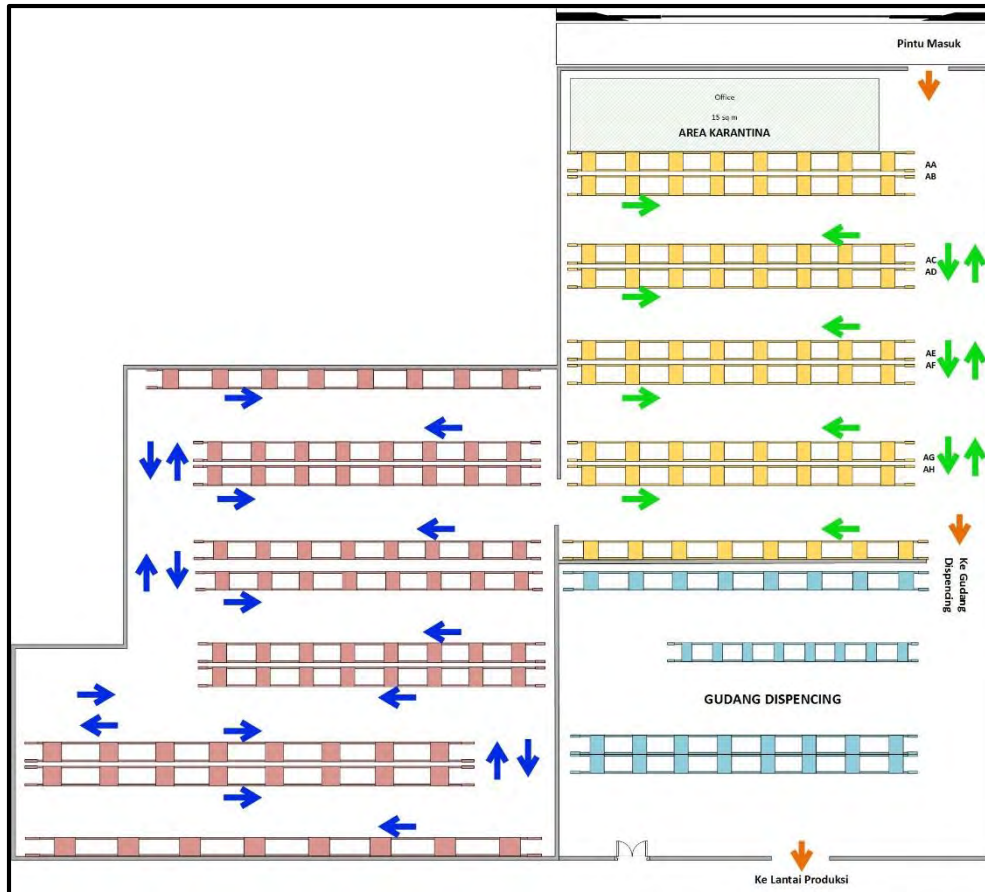 Pintu Masuk
Office
15 sq m
AREA KARANTINA
AA
AB
AC
AD
AE
AF
AG
AH
Ke Gudang
Dispencing
GUDANG DISPENCING
Ke Lantai Produksi